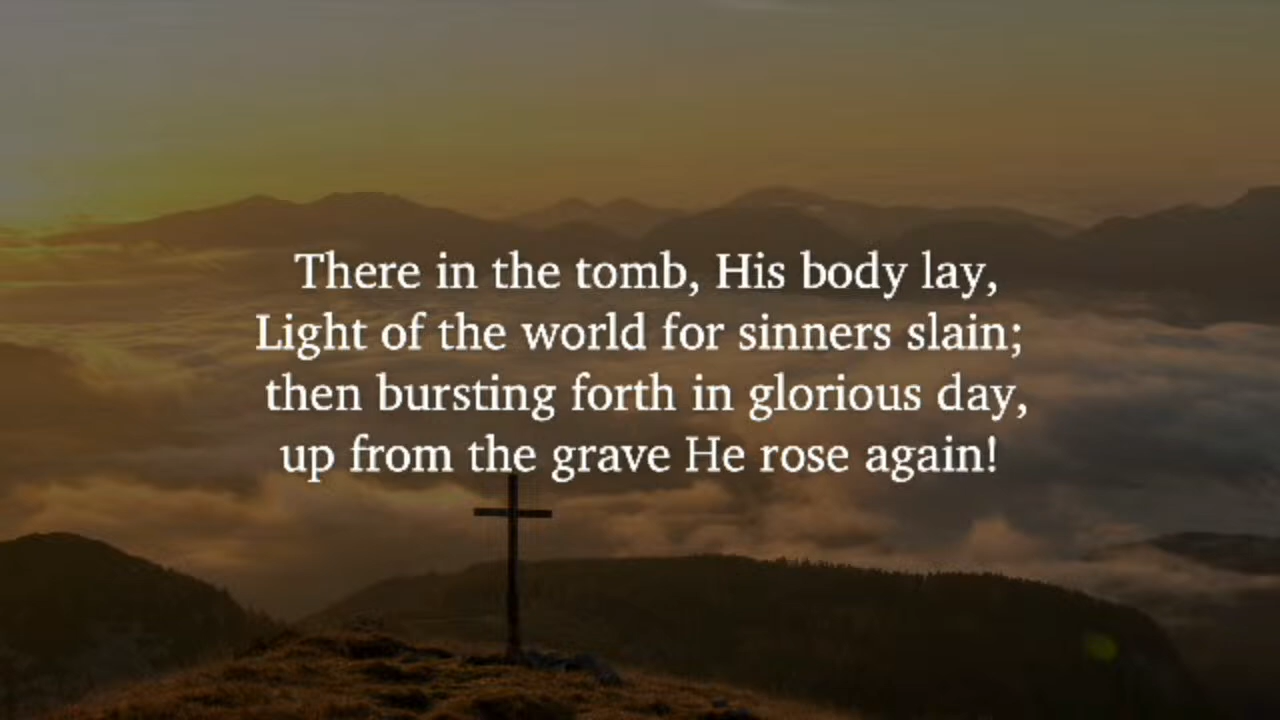 There in the tomb, His body lay,
Light of the world for sinners slain;
then bursting forth in glorious day,
up from the grave He rose again!